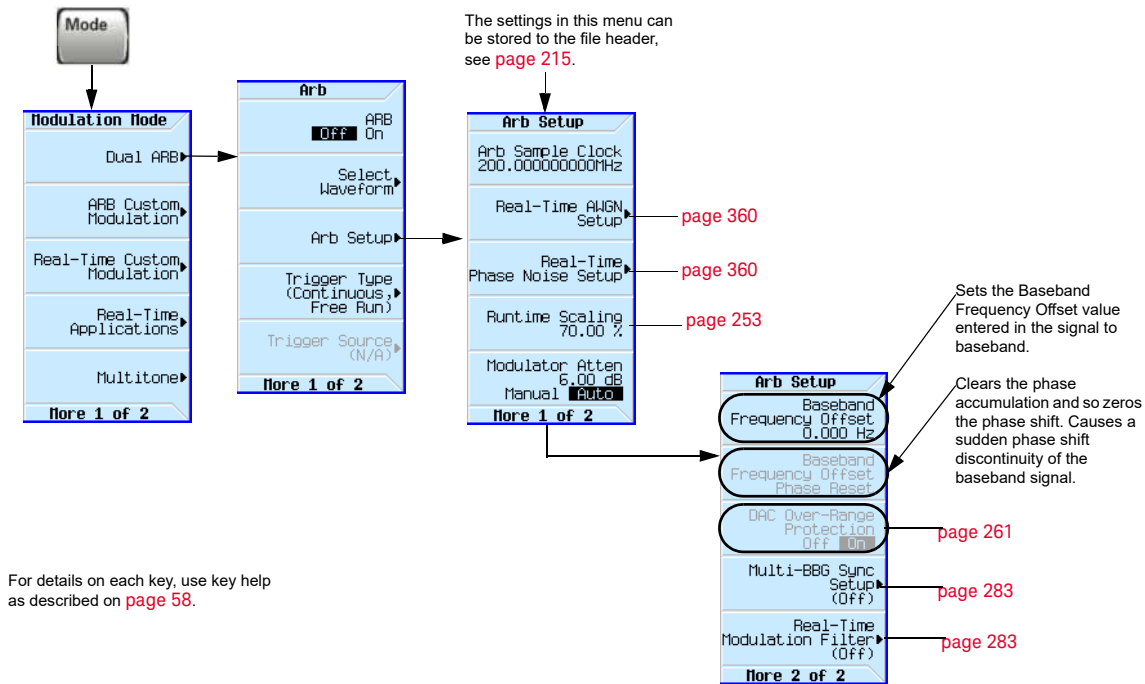 Mode
The settings in this menu can
be stored to the file header,
see page 215.
Modulation Mode
Dual ARB
ARB Custom
Modulation
Real-Time Custom
Modulation
Real-Time
Applications
Multitone
More 1 of 2
Arb
ARB
Off On
Select
Waveform
Arb Setup
Trigger Type
(Continuous,
Free Run)
Trigger Source
(N/A)
More 1 of 2
Arb Setup
Arb Sample Clock
200.000000000MHz
Real-Time AWGN
Setup
page 360
Real-Time
Phase Noise Setup
page 360
Runtime Scaling
70.00 %
page 253
Modulator Atten
6.00 dB
Manual Auto
More 1 of 2
Sets the Baseband
Frequency Offset value
entered in the signal to
baseband.
Clears the phase
accumulation and so zeros
the phase shift. Causes a
sudden phase shift
discontinuity of the
baseband signal.
Arb Setup
Baseband
Frequency Offset
0.000 Hz
Baseband
Frequency Offset
Phase Reset
DAC Over-Range
Protection
Off On
page 261
Multi-BBG Sync
Setup
(Off)
page 283
Real-Time
Modulation Filter
(Off)
page 283
More 2 of 2
For details on each key, use key help
as described on page 58.